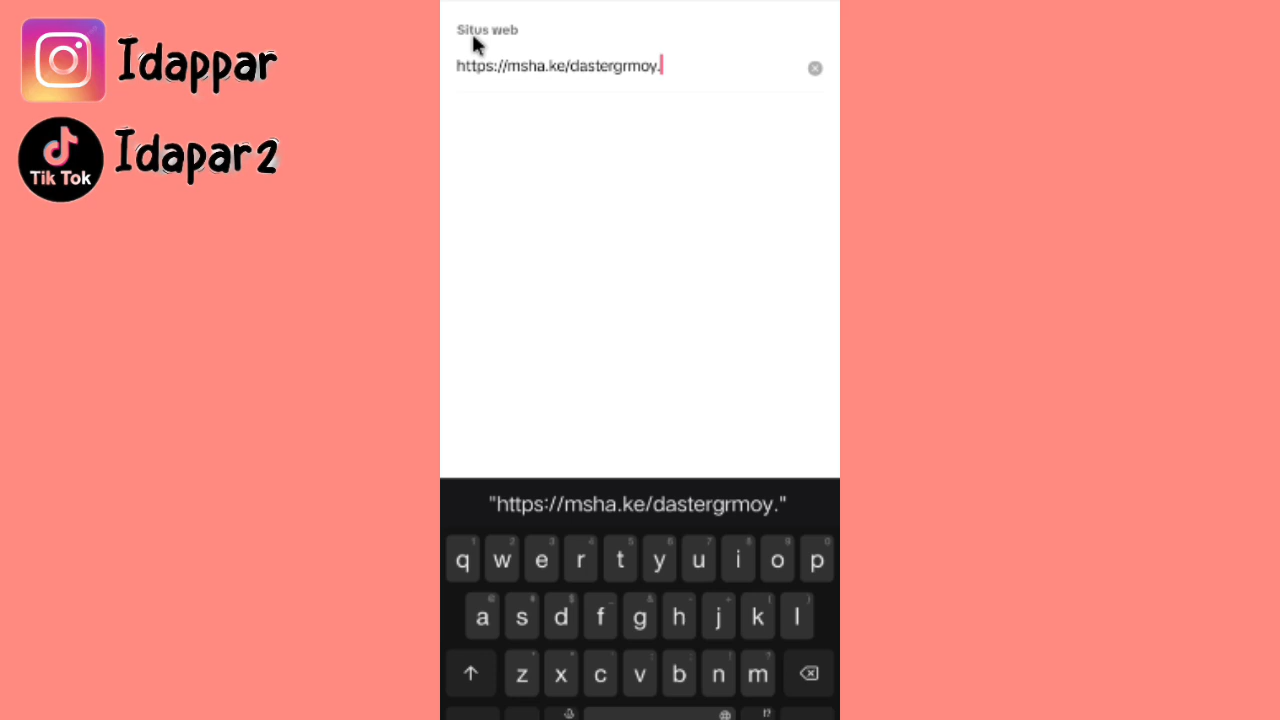 Idappar
Tik Tok
Idapar2
Situs web
https://msha.ke/dastergrmoy.
"https://msha.ke/dastergrmoy."
q w e r t y u i o p
a s d f g h j k l
z x c v b n m